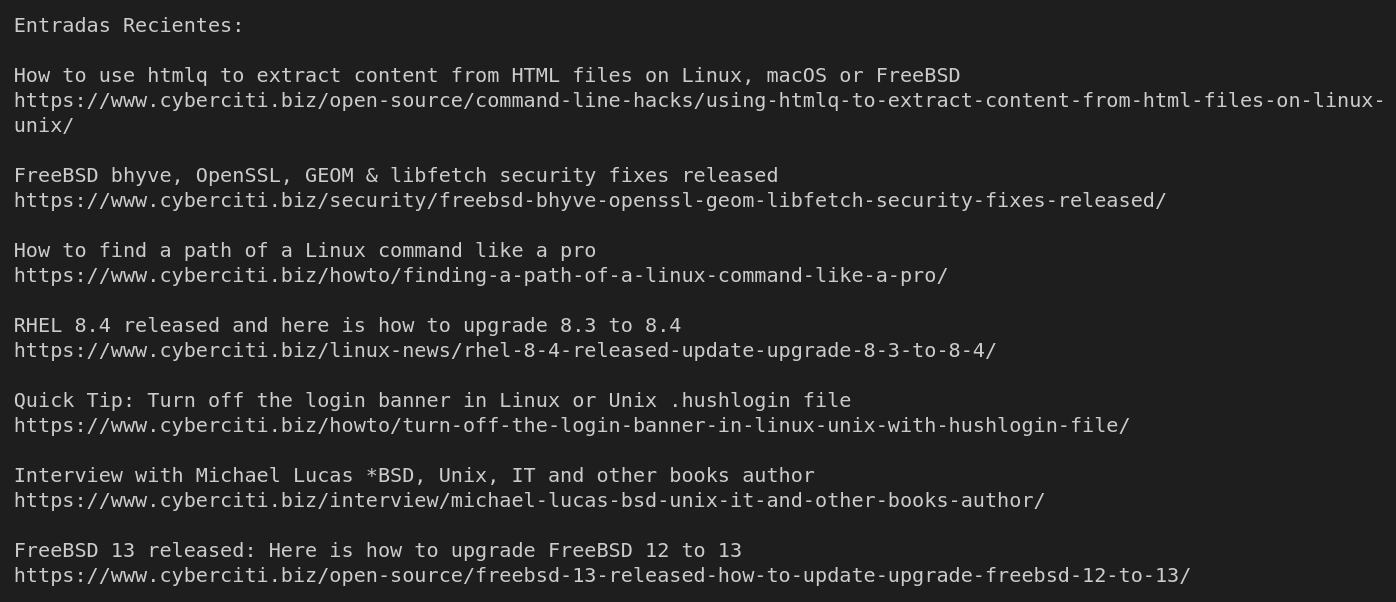 Entradas Recientes:
How to use htmlq to extract content from HTML files on Linux, macOS or FreeBSD
https://www.cyberciti.biz/open-source/command-line-hacks/using-htmlq-to-extract-content-from-html-files-on-linux-
unix/
FreeBSD bhyve, OpenSSL, GEOM & libfetch security fixes released
https://www.cyberciti.biz/security/freebsd-bhyve-openssl-geom-libfetch-security-fixes-released/
How to find a path of a Linux command like a pro
https://www.cyberciti.biz/howto/finding-a-path-of-a-linux-command-like-a-pro/
RHEL 8.4 released and here is how to upgrade 8.3 to 8.4
https://www.cyberciti.biz/linux-news/rhel-8-4-released-update-upgrade-8-3-to-8-4/
Quick Tip: Turn off the login banner in Linux or Unix .hushlogin file
https://www.cyberciti.biz/howto/turn-off-the-login-banner-in-linux-unix-with-hushlogin-file/
Interview with Michael Lucas *BSD, Unix, IT and other books author
https://www.cyberciti.biz/interview/michael-lucas-bsd-unix-it-and-other-books-author/
FreeBSD 13 released: Here is how to upgrade FreeBSD 12 to 13
https://www.cyberciti.biz/open-source/freebsd-13-released-how-to-update-upgrade-freebsd-12-to-13/